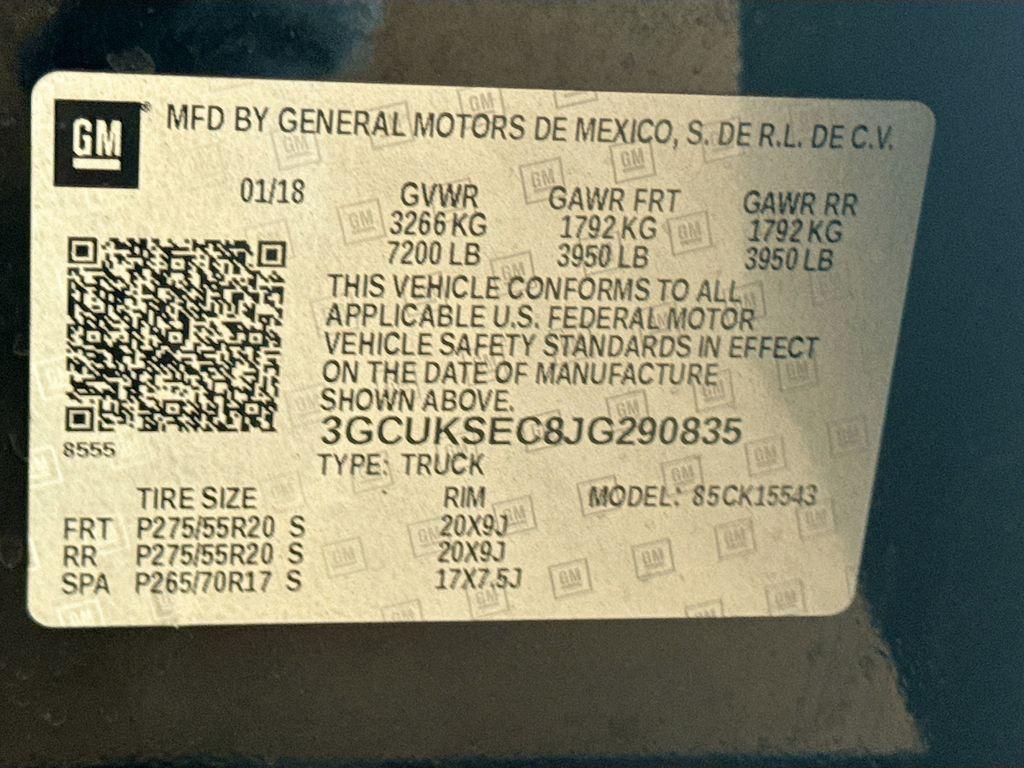 GM ® MFD BY GENERAL MOTORS DE MEXICO, S. DE R.L. DE C.V.
01/18 GVWR GAWR FRT GAWR RR
3266 KG 1792 KG 1792 KG
7200 LB 3950 LB 3950 LB
THIS VEHICLE CONFORMS TO ALL
APPLICABLE U.S. FEDERAL MOTOR
VEHICLE SAFETY STANDARDS IN EFFECT
ON THE DATE OF MANUFACTURE
SHOWN ABOVE.
3GCUKSEC8JG290835
8555
TYPE: TRUCK
TIRE SIZE RIM MODEL: 85CK15543
FRT P275/55R20 S 20X9J
RR P275/55R20 S 20X9J
SPA P265/70R17 S 17X7.5J